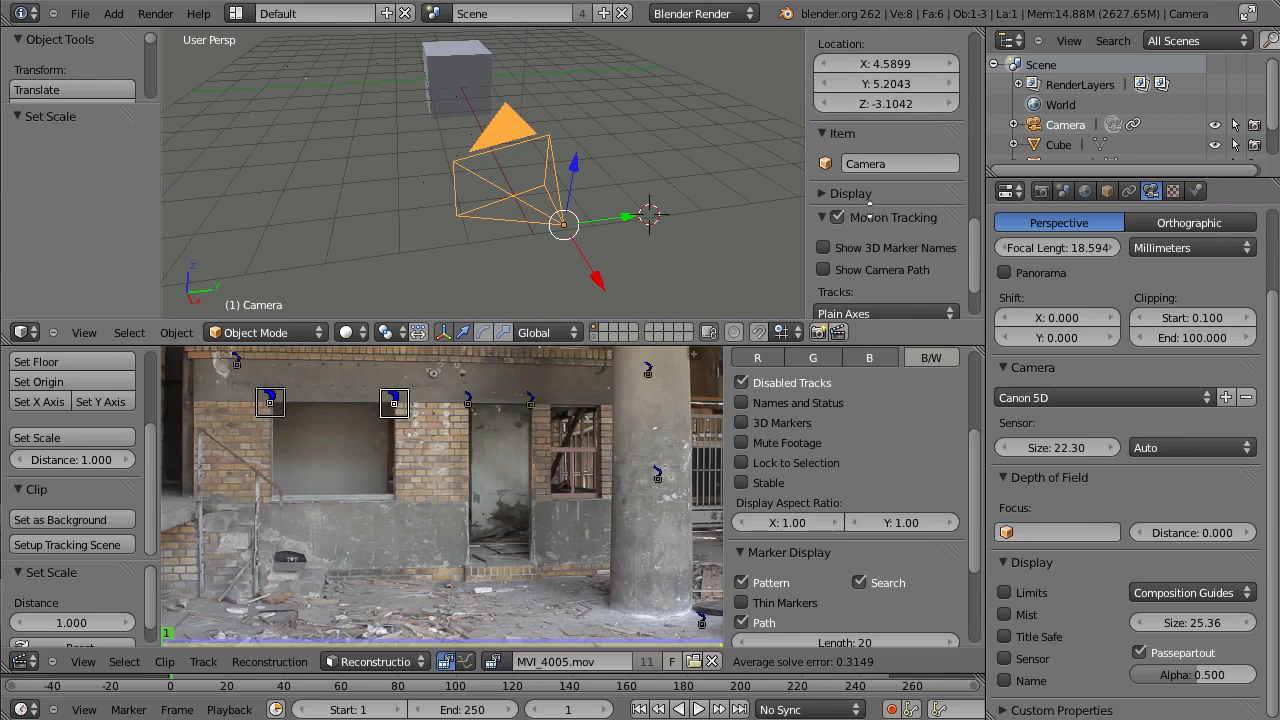 File Add Render Help Default Scene 4 Blender Render blender.org 262 | Ve:8 | Fa:6 | Ob:1-3 | La:1 | Mem:14.88M (2627.65M) | Camera
Object Tools
Transform:
Translate
Set Scale
User Persp
(1) Camera
z
y
x
Location:
X: 4.5899
Y: 5.2043
Z: -3.1042
Item
Camera
Display
Motion Tracking
Show 3D Marker Names
Show Camera Path
Tracks:
Plain Axes
View Select Object Object Mode Global
View Search All Scenes
Scene
RenderLayers
World
Camera
Cube
Perspective Orthographic
Focal Lengt: 18.594 Millimeters
Panorama
Shift: Clipping:
X: 0.000 Start: 0.100
Y: 0.000 End: 100.000
Camera
Canon 5D
Sensor:
Size: 22.30 Auto
Depth of Field
Focus:
Distance: 0.000
Display
Limits Composition Guides
Mist Size: 25.36
Title Safe
Sensor Passepartout
Name Alpha: 0.500
Custom Properties
Set Floor
Set Origin
Set X Axis Set Y Axis
Set Scale
Distance: 1.000
Clip
Set as Background
Setup Tracking Scene
Set Scale
Distance
1.000
1
R G B B/W
Disabled Tracks
Names and Status
3D Markers
Mute Footage
Lock to Selection
Stable
Display Aspect Ratio:
X: 1.00 Y: 1.00
Marker Display
Pattern Search
Thin Markers
Path
Length: 20
View Select Clip Track Reconstruction Reconstructio MVI_4005.mov 11 F Average solve error: 0.3149
-40 -20 0 20 40 60 80 100 120 140 160 180 200 220 240 260
View Marker Frame Playback Start: 1 End: 250 1 No Sync